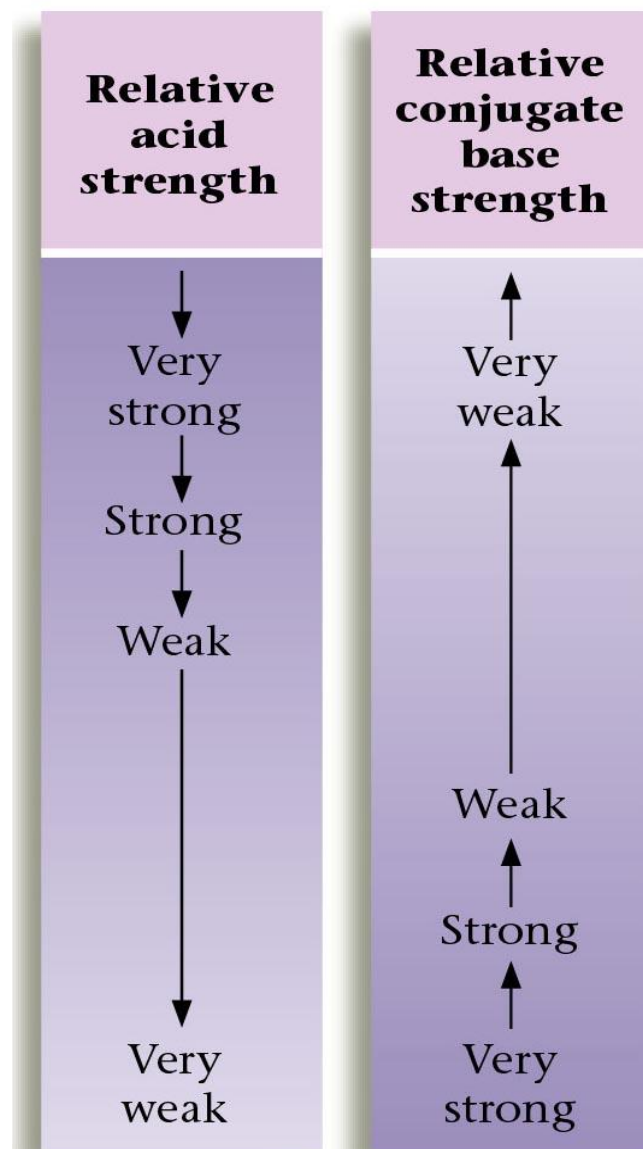 Relative
acid
strength
Very
strong
Strong
Weak
Very
weak
Relative
conjugate
base
strength
Very
weak
Weak
Strong
Very
strong